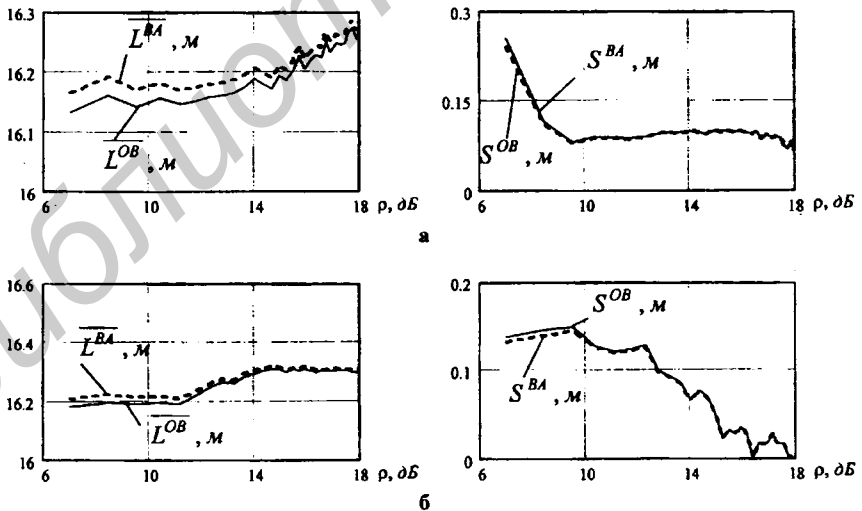 16.3
L^{BA}, м
16.2
16.1
L^{OB}, м
16
6 10 14 18 ρ, дБ
0.3
S^{BA}, м
0.15
S^{OB}, м
0
6 10 14 18 ρ, дБ
а
16.6
L^{BA}, м
16.4
16.2
L^{OB}, м
16
6 10 14 18 ρ, дБ
0.2
S^{OB}, м
0.1
S^{BA}, м
0
6 10 14 18 ρ, дБ
б